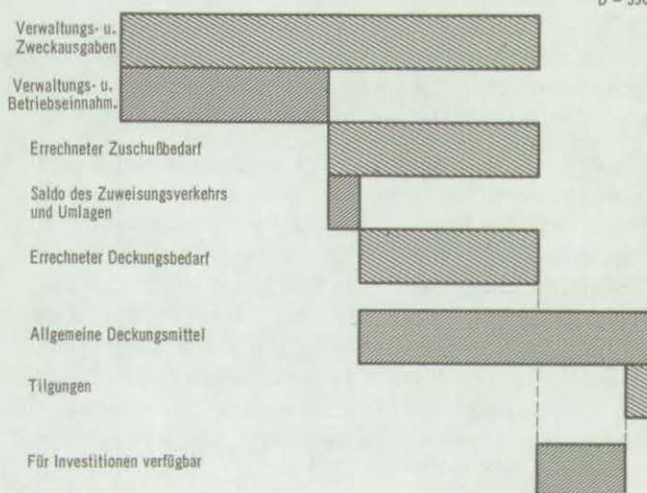 Verwaltungs- u.
Zweckausgaben
Verwaltungs- u.
Betriebseinnahm.
Errechneter Zuschußbedarf
Saldo des Zuweisungsverkehrs
und Umlagen
Errechneter Deckungsbedarf
Allgemeine Deckungsmittel
Tilgungen
Für Investitionen verfügbar